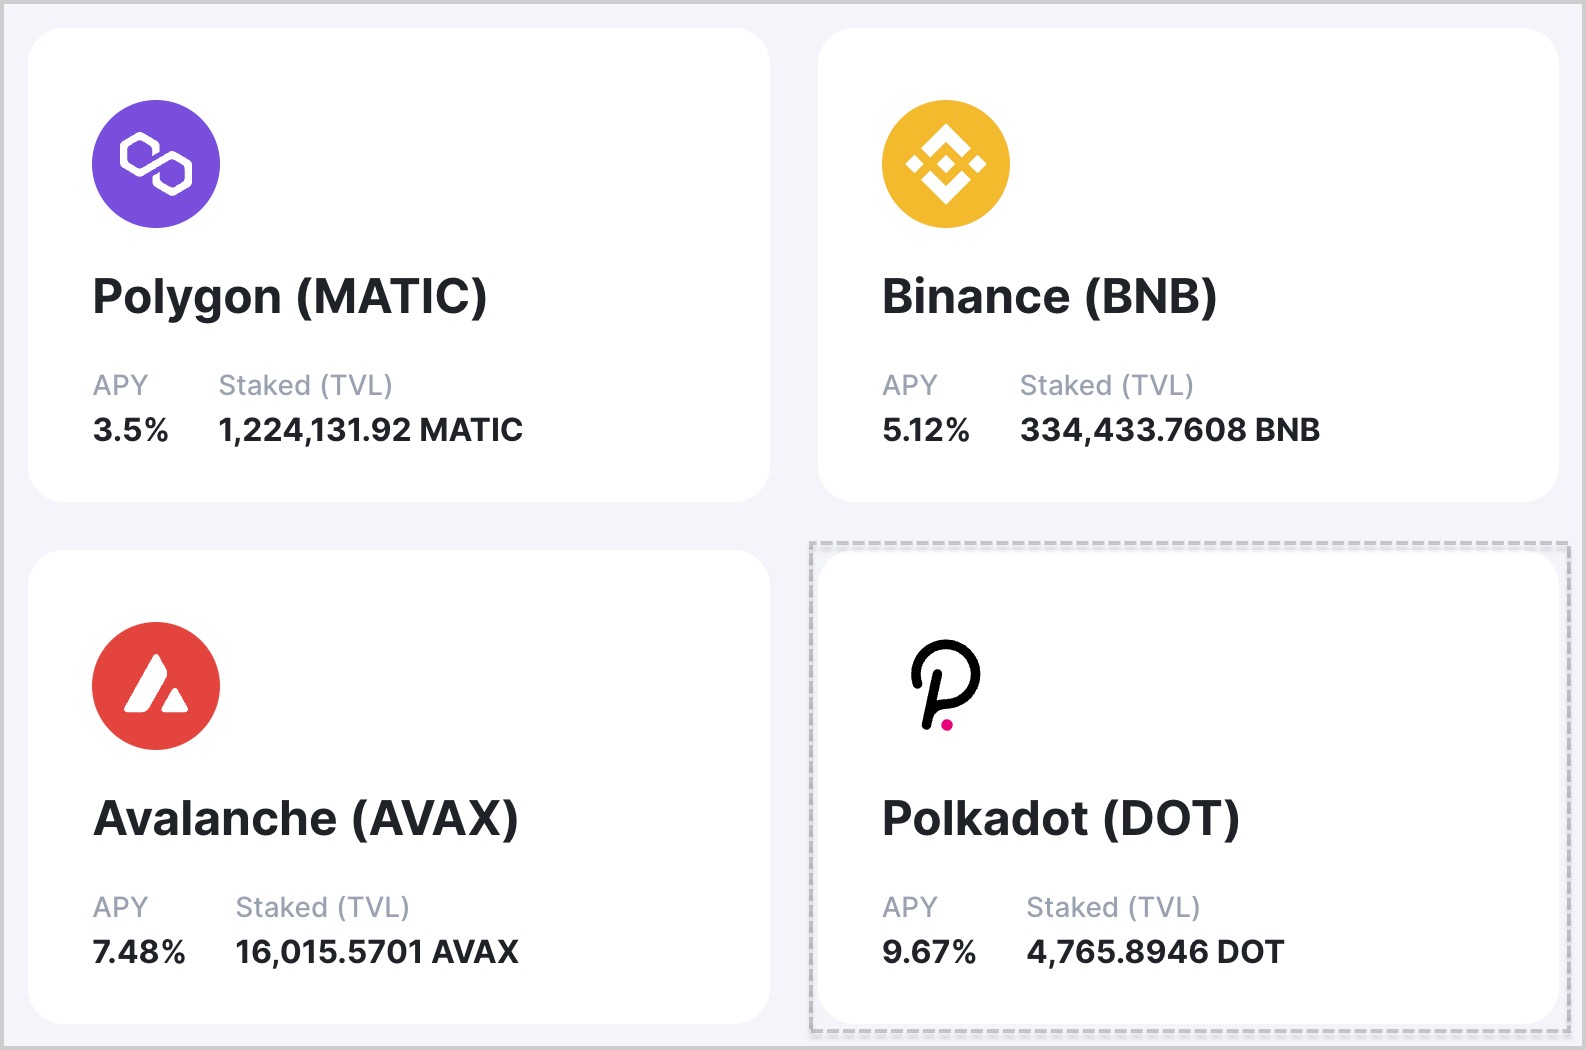 Polygon (MATIC)
APY Staked (TVL)
3.5% 1,224,131.92 MATIC
Binance (BNB)
APY Staked (TVL)
5.12% 334,433.7608 BNB
Avalanche (AVAX)
APY Staked (TVL)
7.48% 16,015.5701 AVAX
Polkadot (DOT)
APY Staked (TVL)
9.67% 4,765.8946 DOT